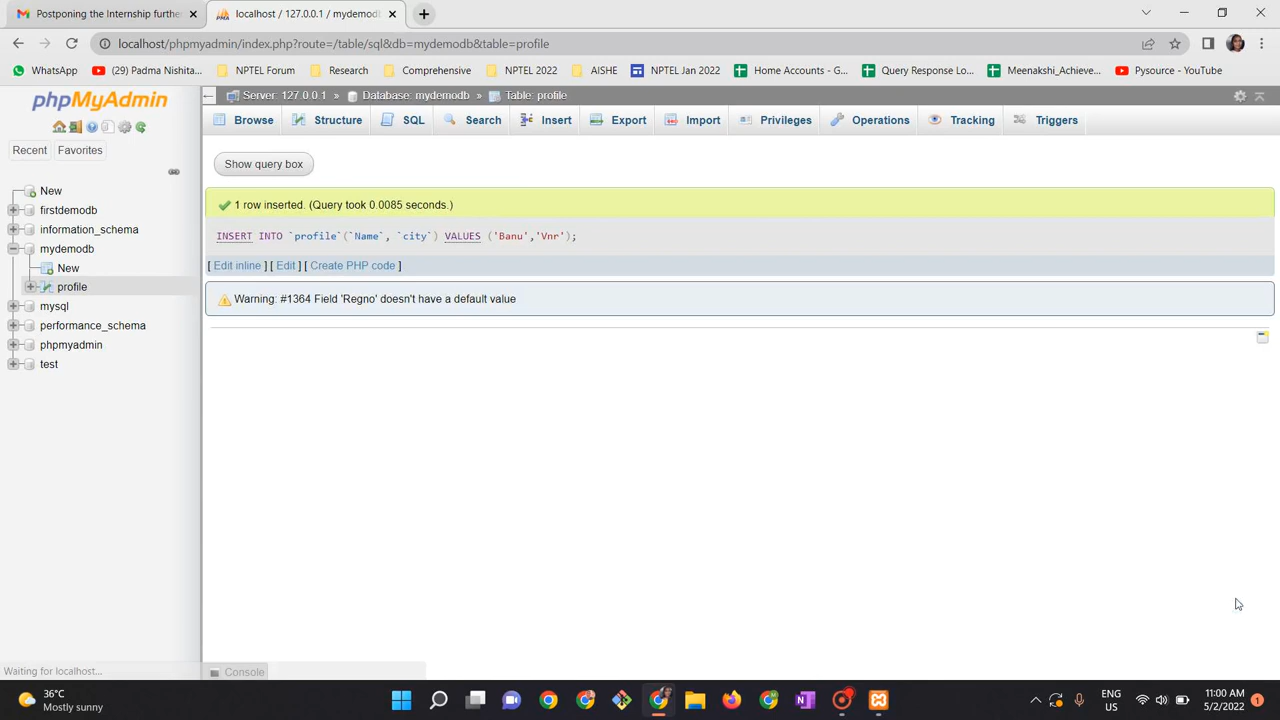 Postponing the Internship further
localhost / 127.0.0.1 / mydemodb
localhost/phpmyadmin/index.php?route=/table/sql&db=mydemodb&table=profile
WhatsApp
(29) Padma Nishita...
NPTEL Foru
Research
Comprehensive
NPTEL 2022
AISHE
NPTEL Jan 2022
Home Accounts - G...
Query Response Lo...
Meenakshi_Achieve...
Pysource - YouTube
phpMyAdmin
Server: 127.0.0.1 » Database: mydemodb » Table: profile
Browse
Structure
SQL
Search
Insert
Export
Import
Privileges
Operations
Tracking
Triggers
Recent
Favorites
New
firstdemodb
information_schema
mydemodb
New
profile
mysql
performance_schema
phpmyadmin
test
Show query box
1 row inserted. (Query took 0.0085 seconds.)
INSERT INTO `profile`(`Name`, `city`) VALUES ('Banu','Vnr');
[ Edit inline ] [ Edit ] [ Create PHP code ]
Warning: #1364 Field 'Regno' doesn't have a default value
Waiting for localhost...
Console
36°C
Mostly sunny
ENG
US
11:00 AM
5/2/2022
1